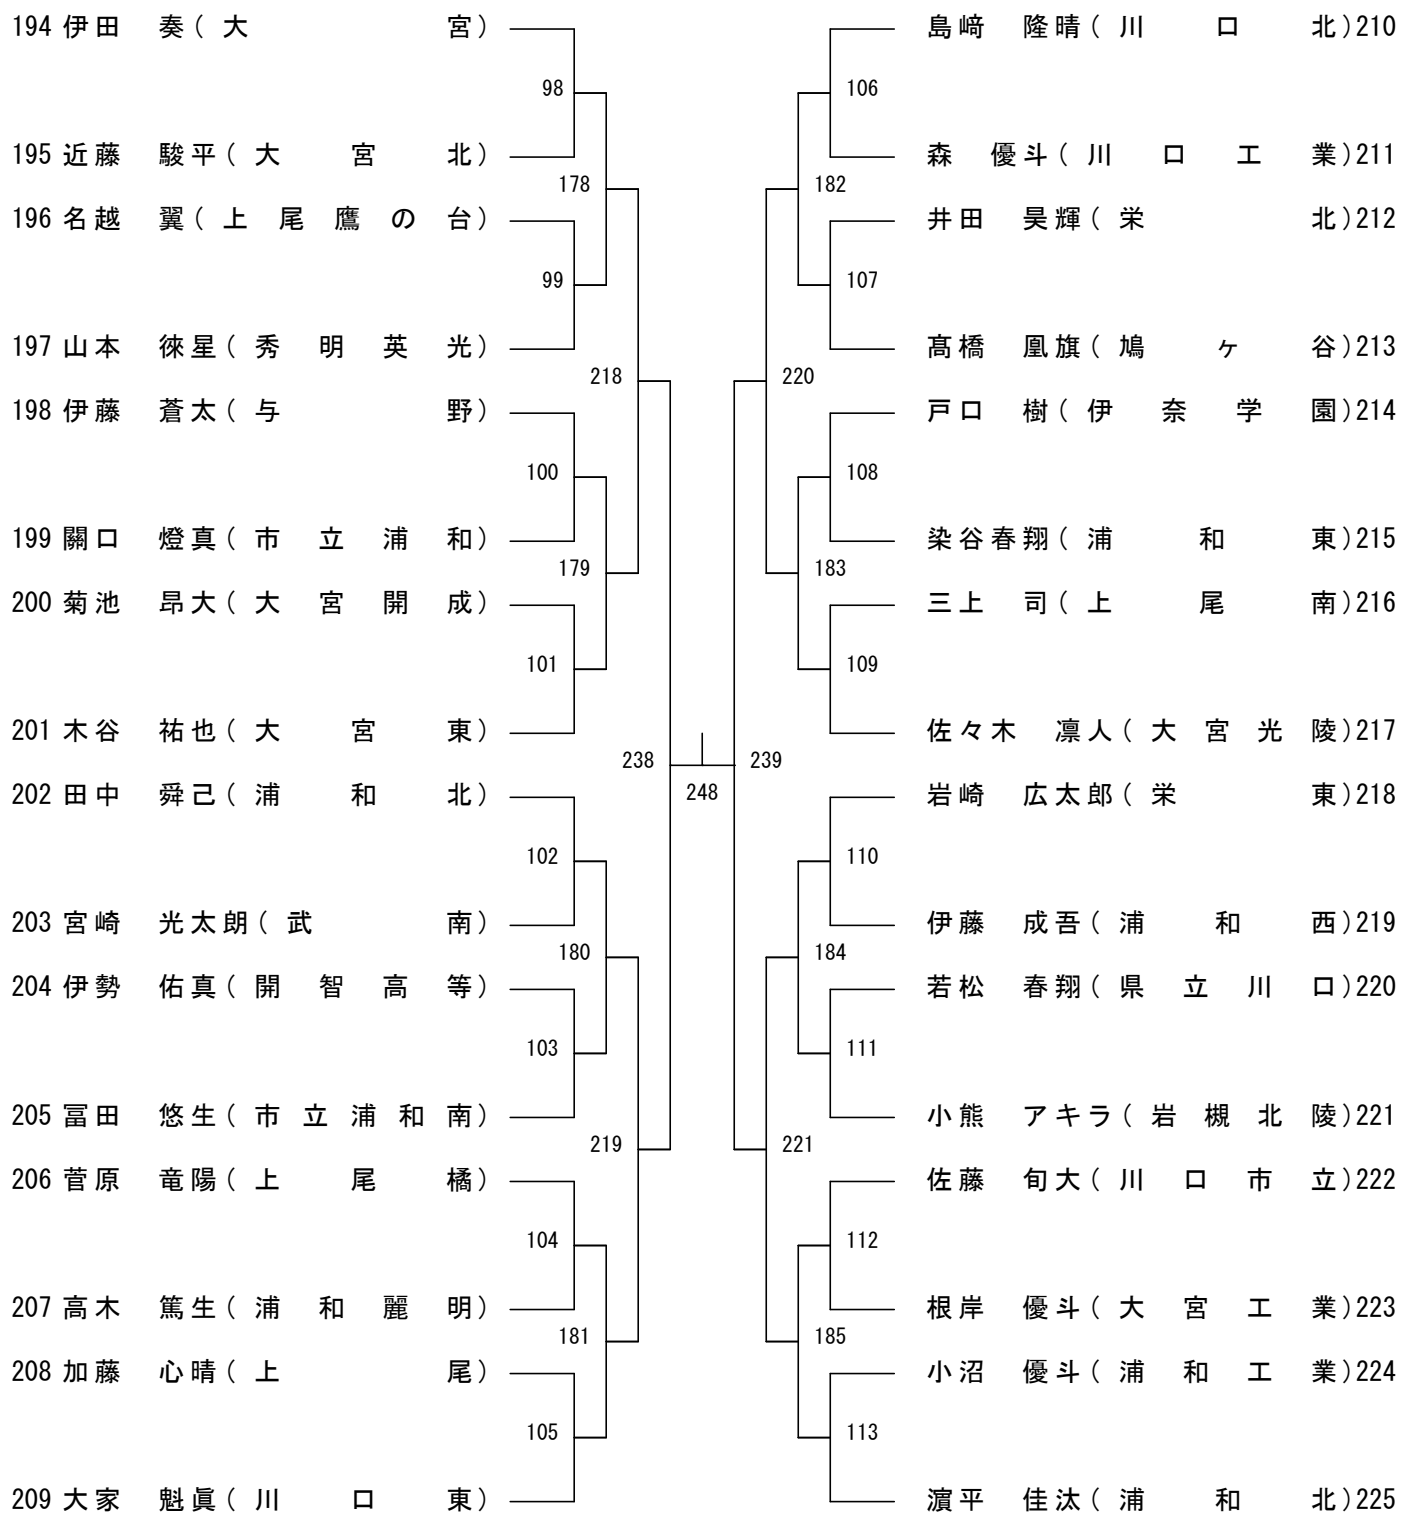 194 伊田 奏(大宮)
98
195 近藤 駿平(大宮北)
178
196 名越 翼(上尾鷹の台)
99
197 山本 徠星(秀明英光)
218
198 伊藤 蒼太(与野)
100
199 關口 燈真(市立浦和)
179
200 菊池 昂大(大宮開成)
101
201 木谷 祐也(大宮東)
238
202 田中 舜己(浦和北)
102
203 宮崎 光太朗(武南)
180
204 伊勢 佑真(開智高等)
103
205 冨田 悠生(市立浦和南)
219
206 菅原 竜陽(上尾橘)
104
207 高木 篤生(浦和麗明)
181
208 加藤 心晴(上尾)
105
209 大家 魁眞(川口東)
248
島﨑 隆晴(川口北)210
106
森 優斗(川口工業)211
182
井田 昊輝(栄北)212
107
髙橋 凰旗(鳩ヶ谷)213
220
戸口 樹(伊奈学園)214
108
染谷春翔(浦和東)215
183
三上 司(上尾南)216
109
佐々木 凛人(大宮光陵)217
239
岩崎 広太郎(栄東)218
110
伊藤 成吾(浦和西)219
184
若松 春翔(県立川口)220
111
小熊 アキラ(岩槻北陵)221
221
佐藤 旬大(川口市立)222
112
根岸 優斗(大宮工業)223
185
小沼 優斗(浦和工業)224
113
濵平 佳汰(浦和北)225